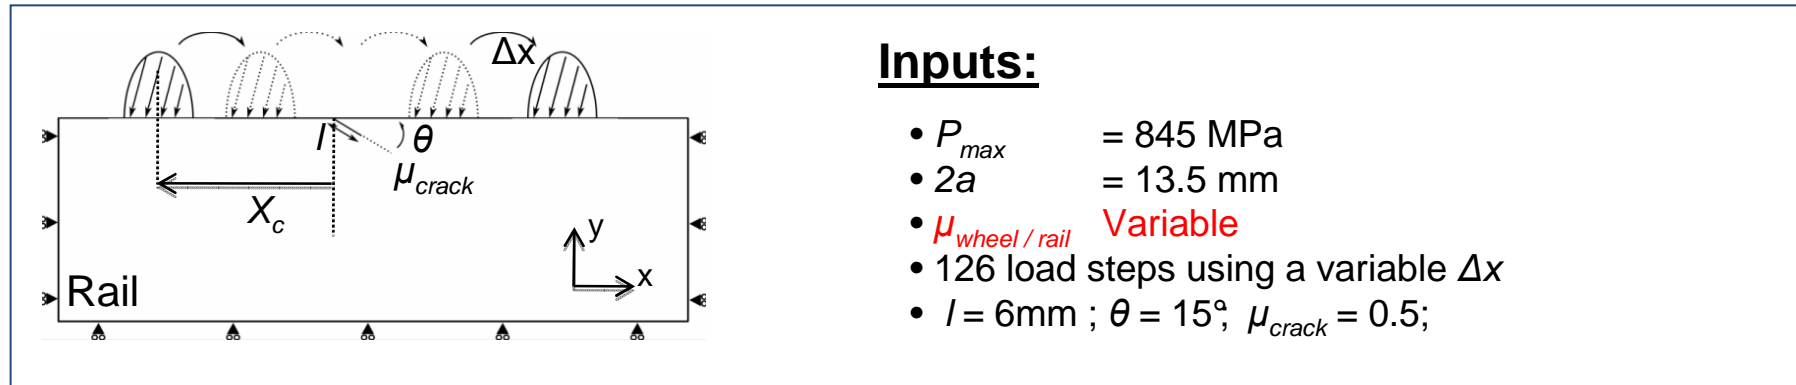 Δx
l
θ
μcrack
Xc
y
x
Rail
Inputs:
• Pmax = 845 MPa
• 2a = 13.5 mm
• μwheel / rail Variable
• 126 load steps using a variable Δx
• l = 6mm ; θ = 15°; μcrack = 0.5;